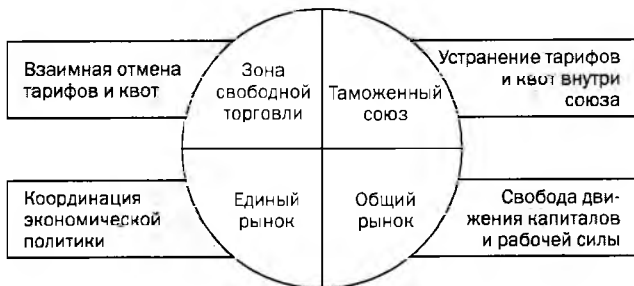 Взаимная отмена
тарифов и квот
Зона
свободной
торговли
Таможенный
союз
Устранение тарифов
и квот внутри
союза
Координация
экономической
политики
Единый
рынок
Общий
рынок
Свобода дви-
жения капиталов
и рабочей силы